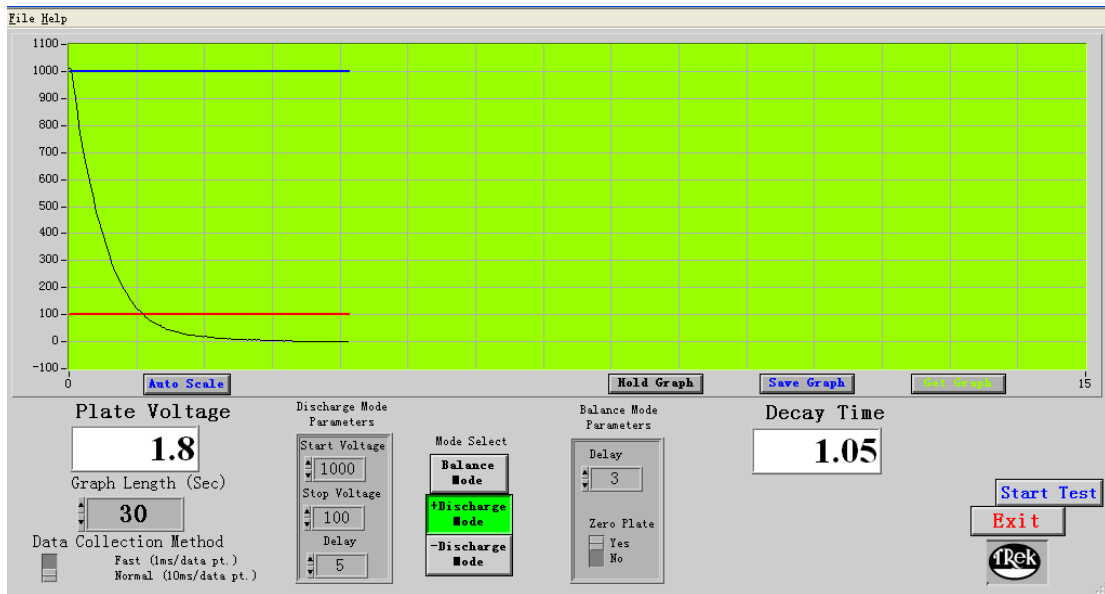 File Help
1100
1000
900
800
700
600
500
400
300
200
100
0
-100
0
15
Auto Scale
Hold Graph
Save Graph
Get Graph
Plate Voltage
1.8
Graph Length (Sec)
30
Data Collection Method
Fast (1ms/data pt.)
Normal (10ms/data pt.)
Discharge Mode
Parameters
Start Voltage
1000
Stop Voltage
100
Delay
5
Mode Select
Balance
Mode
+Discharge
Mode
-Discharge
Mode
Balance Mode
Parameters
Delay
3
Zero Plate
Yes
No
Decay Time
1.05
Start Test
Exit
TRek